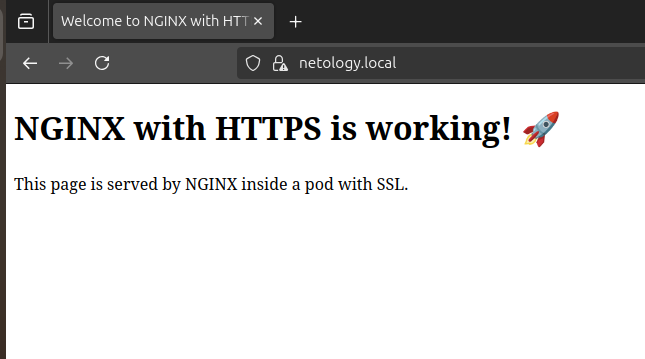 Welcome to NGINX with HTT
netology.local
NGINX with HTTPS is working! 🚀
This page is served by NGINX inside a pod with SSL.